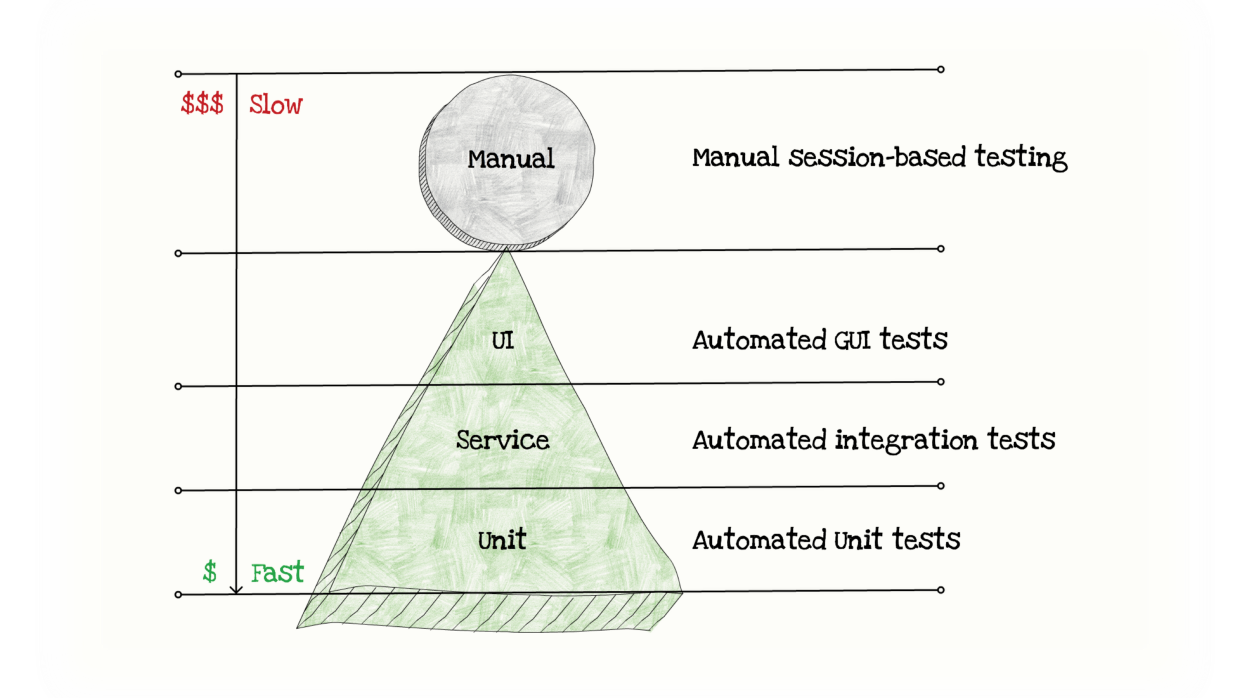 $$$ Slow
Manual
Manual session-based testing
UI
Automated GUI tests
Service
Automated integration tests
Unit
Automated Unit tests
$ Fast